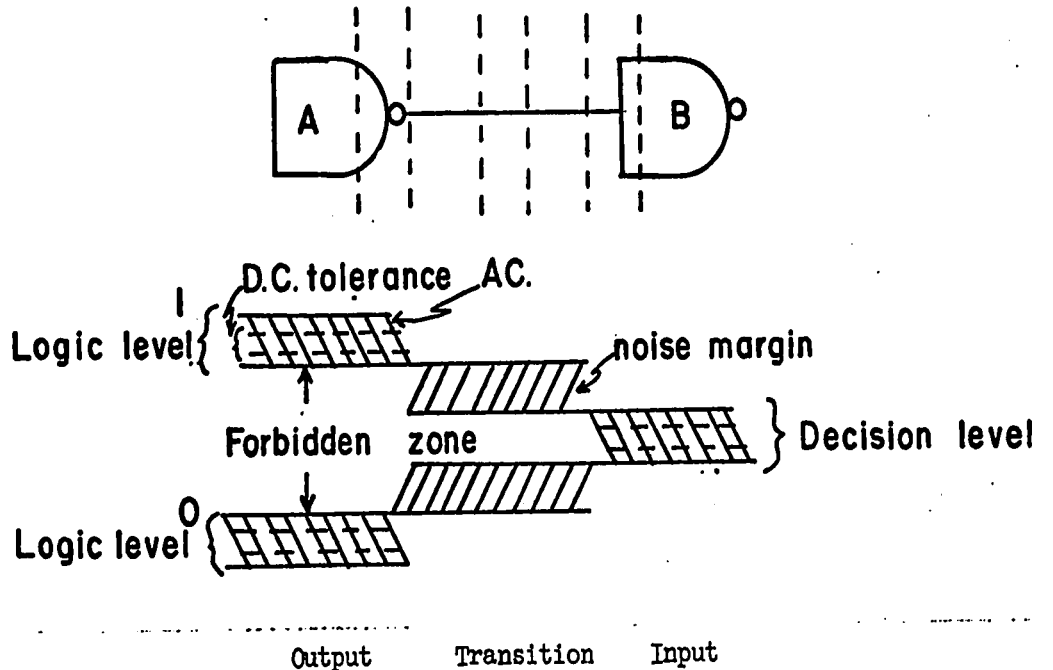 A B
D.C. tolerance AC.
1
Logic level
noise margin
Forbidden zone
Decision level
0
Logic level
Output Transition Input